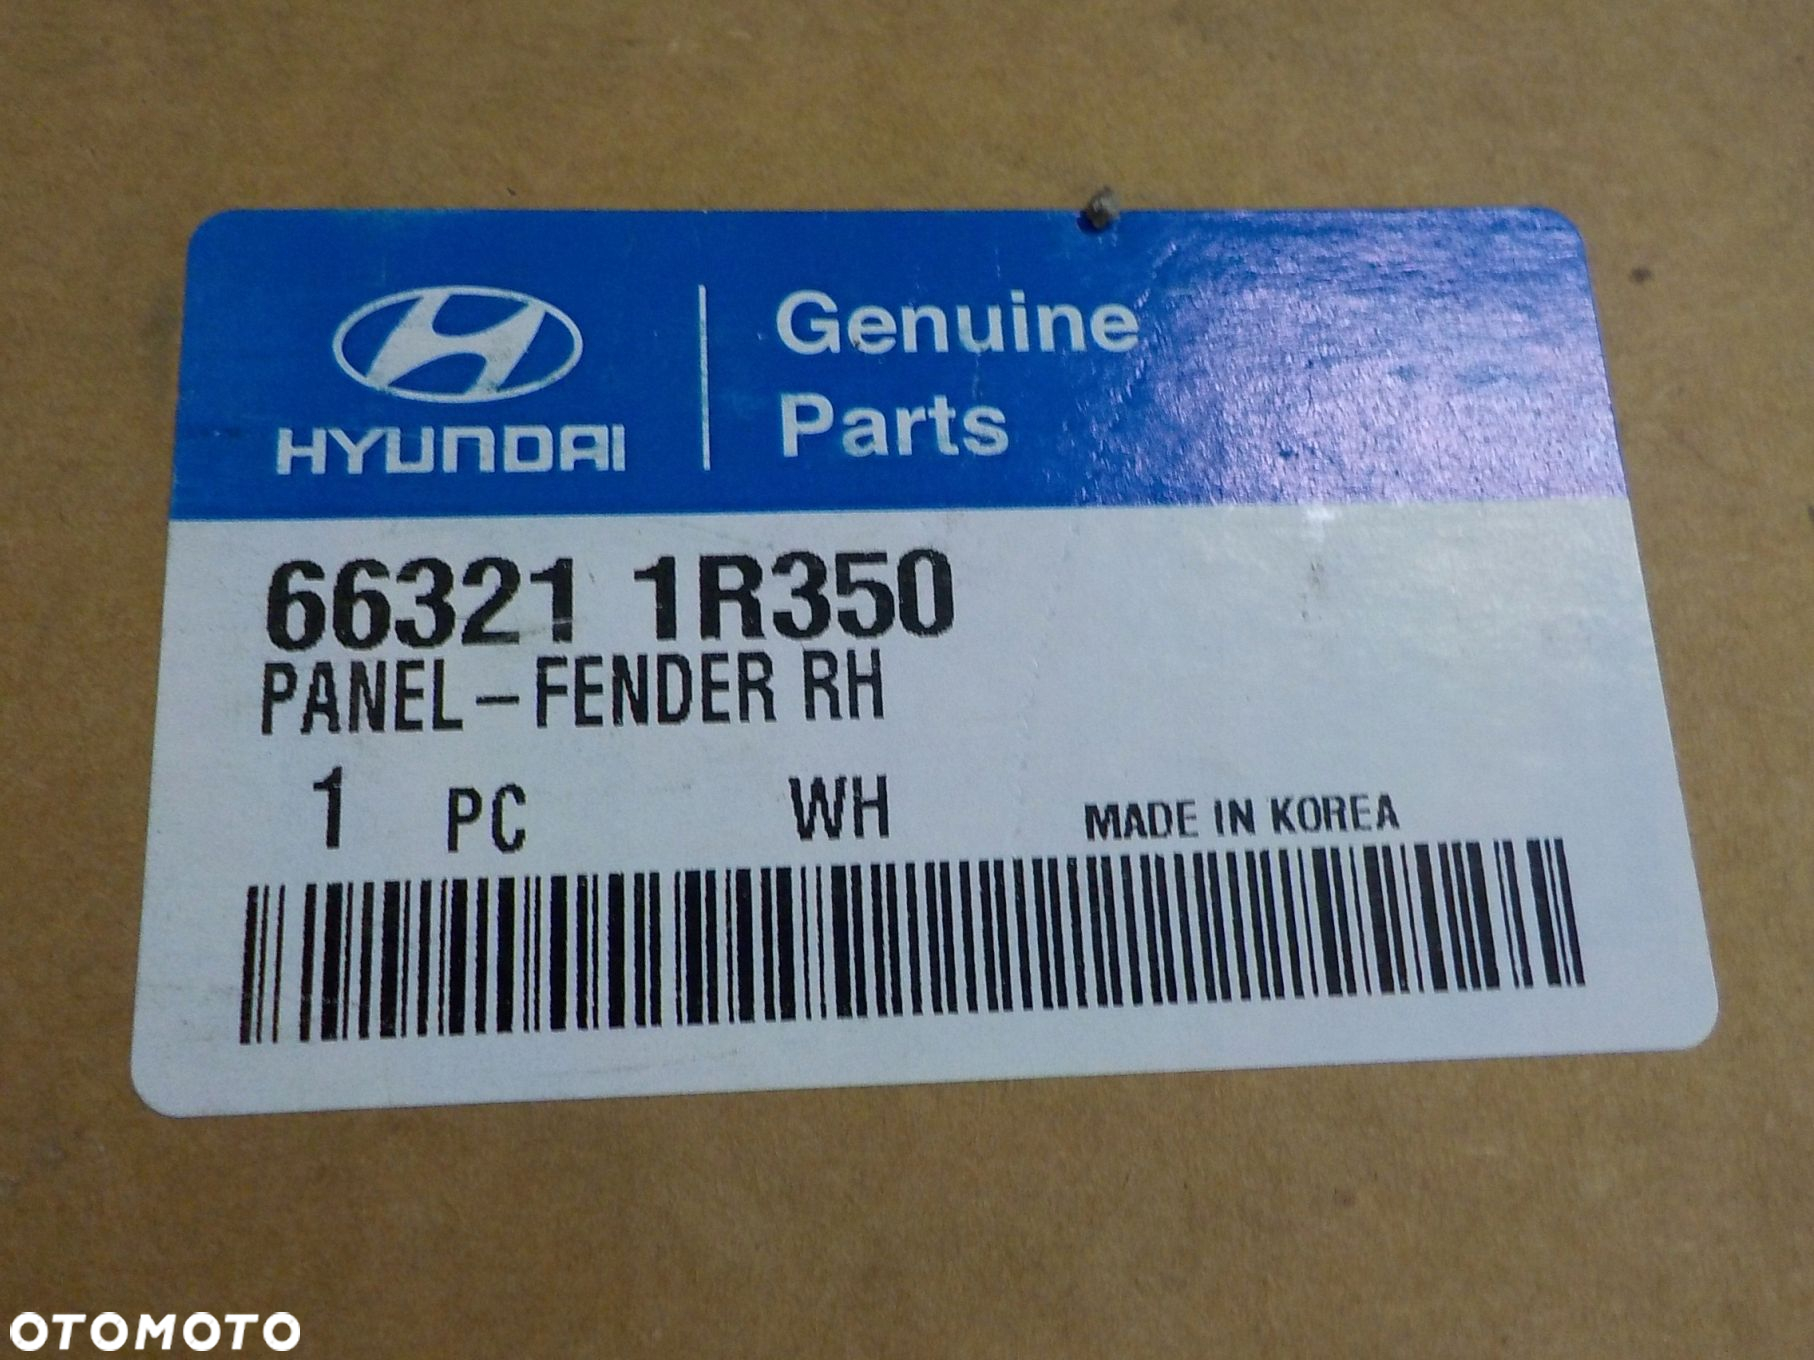 HYUNDAI
Genuine
Parts
66321 1R350
PANEL-FENDER RH
1 PC WH MADE IN KOREA
OTOMOTO